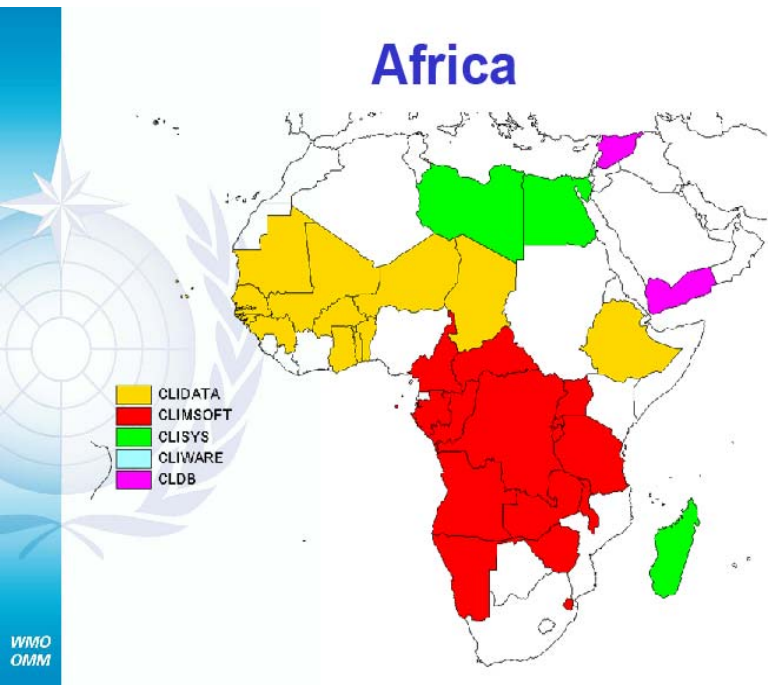 Africa
CLIDATA
CLIMSOFT
CLISYS
CLIWARE
CLDB
WMO
OMM